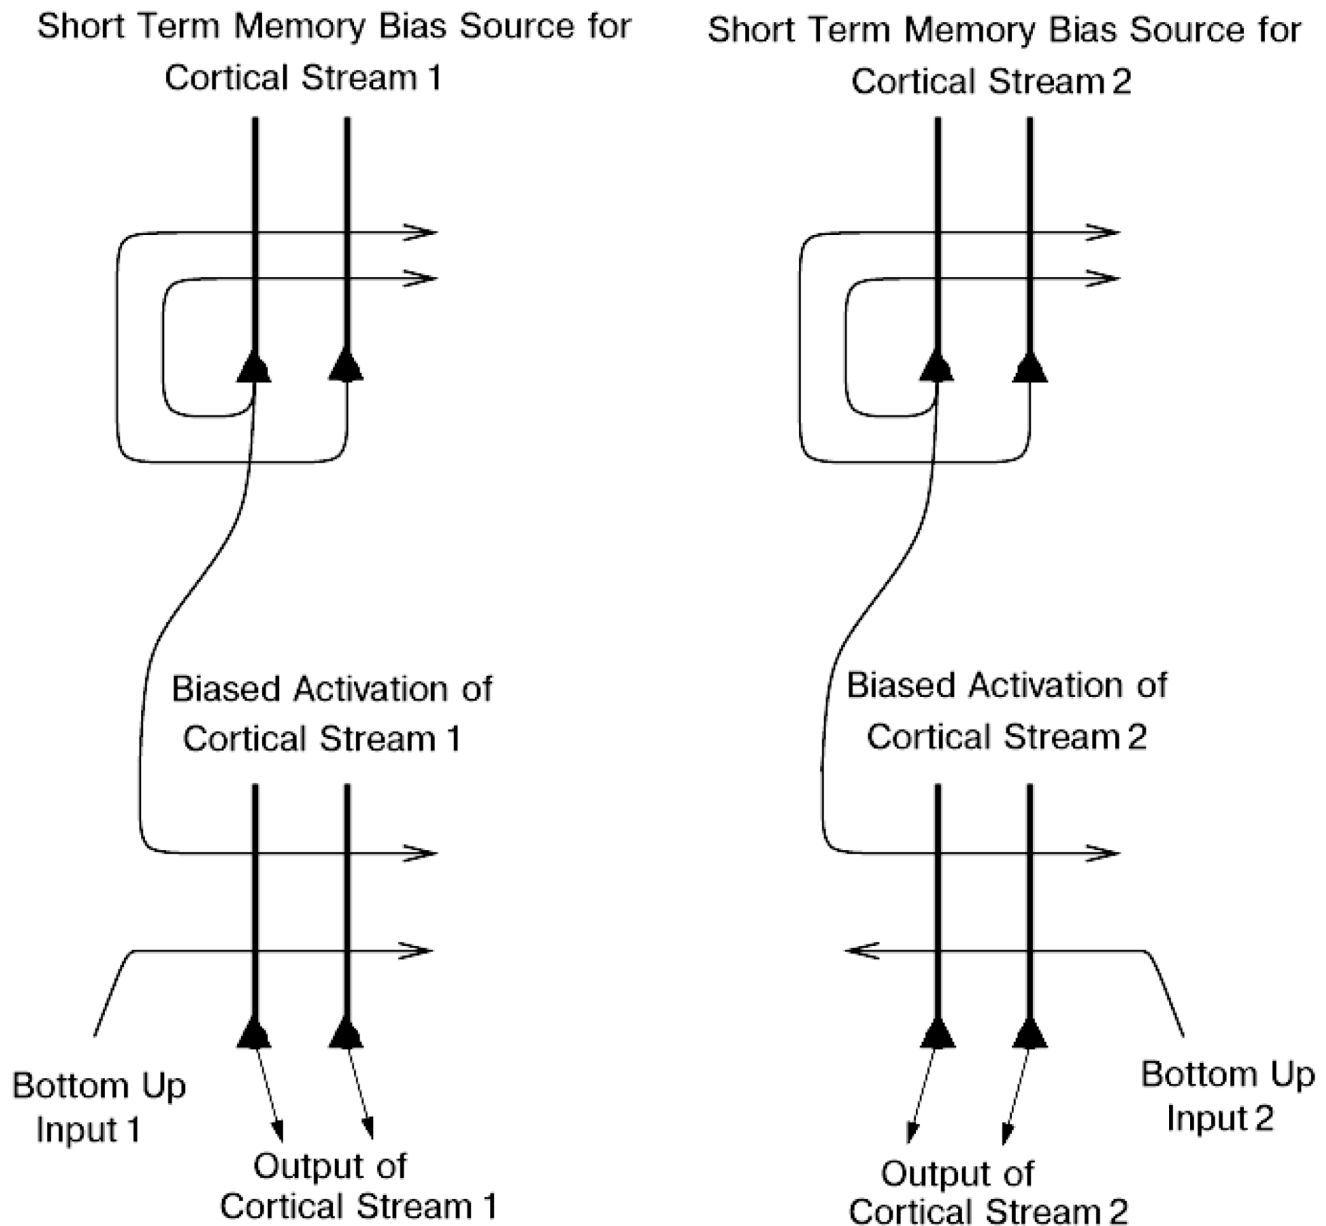 Short Term Memory Bias Source for
Cortical Stream 1
Short Term Memory Bias Source for
Cortical Stream 2
Biased Activation of
Cortical Stream 1
Biased Activation of
Cortical Stream 2
Bottom Up
Input 1
Bottom Up
Input 2
Output of
Cortical Stream 1
Output of
Cortical Stream 2